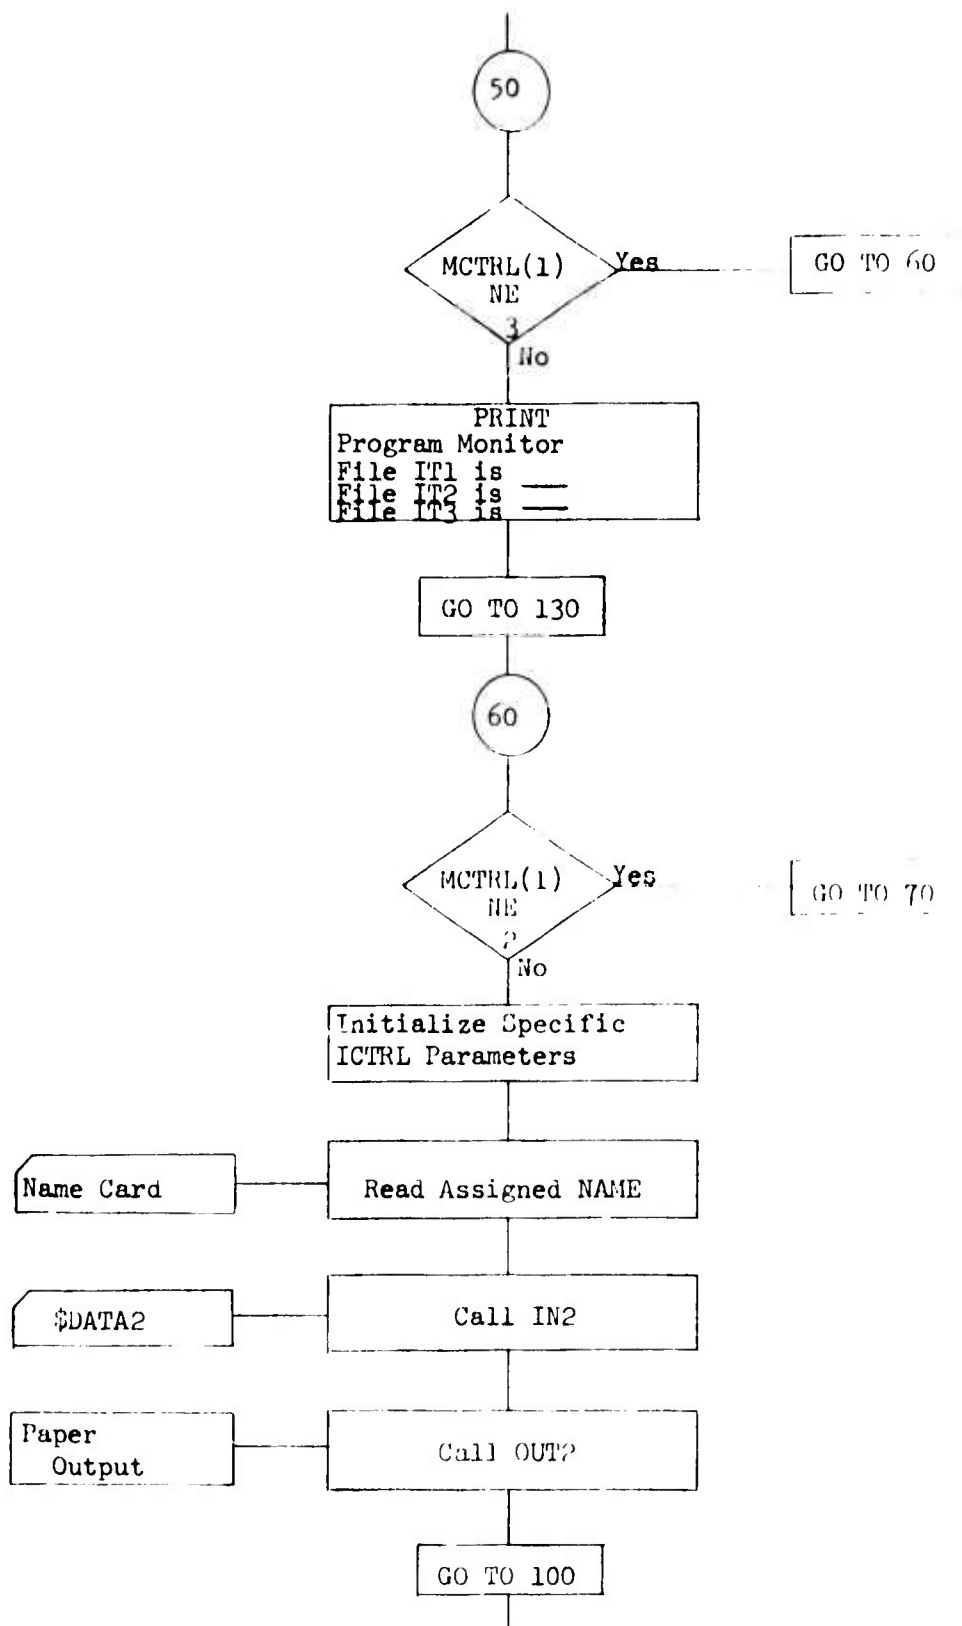 50
MCTRL(1)
NE
3
Yes
GO TO 60
No
PRINT
Program Monitor
File IT1 is
File IT2 is
File IT3 is
GO TO 130
60
MCTRL(1)
NE
2
Yes
GO TO 70
No
Initialize Specific
ICTRL Parameters
Name Card
Read Assigned NAME
$DATA2
Call IN2
Paper
Output
Call OUT2
GO TO 100